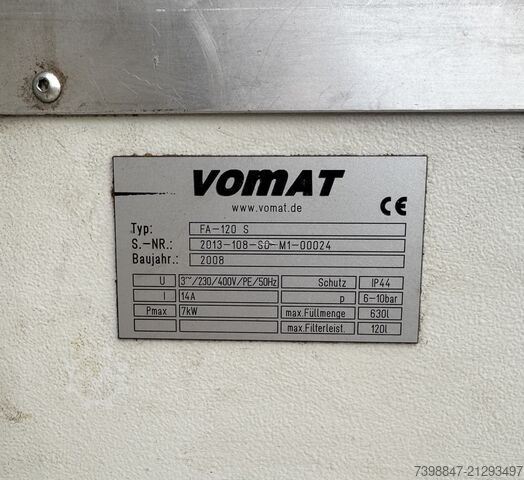 VOMAT
www.vomat.de
CE
Typ: FA-120 S
S.-NR.: 2013-108-SO-M1-00024
Baujahr.: 2008
U 3~/230/400V/PE/50Hz Schutz IP44
I 14A p 6-10bar
Pmax 7kW max.Füllmenge 630l
max.Filterleist. 120l
7398847-21293497